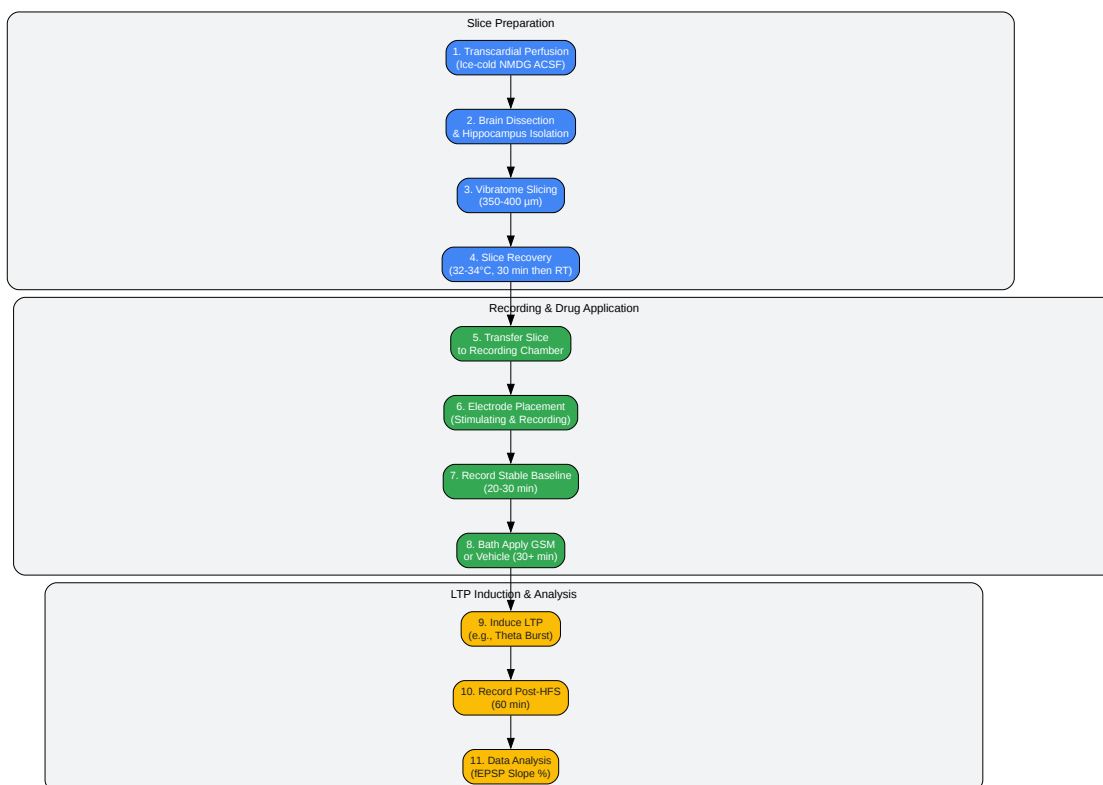 Slice Preparation
1. Transcardial Perfusion
(Ice-cold NMDG ACSF)
2. Brain Dissection
& Hippocampus Isolation
3. Vibratome Slicing
(350-400 µm)
4. Slice Recovery
(32-34°C, 30 min then RT)
Recording & Drug Application
5. Transfer Slice
to Recording Chamber
6. Electrode Placement
(Stimulating & Recording)
7. Record Stable Baseline
(20-30 min)
8. Bath Apply GSM
or Vehicle (30+ min)
LTP Induction & Analysis
9. Induce LTP
(e.g., Theta Burst)
10. Record Post-HFS
(60 min)
11. Data Analysis
(fEPSP Slope %)